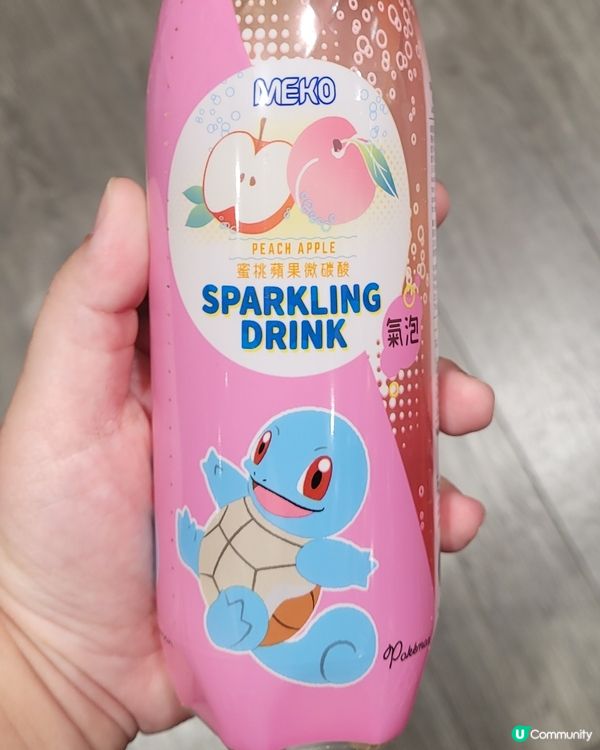 MEKO
PEACH APPLE
蜜桃蘋果微碳酸
SPARKLING
DRINK
氣泡
Pokémon
U Community